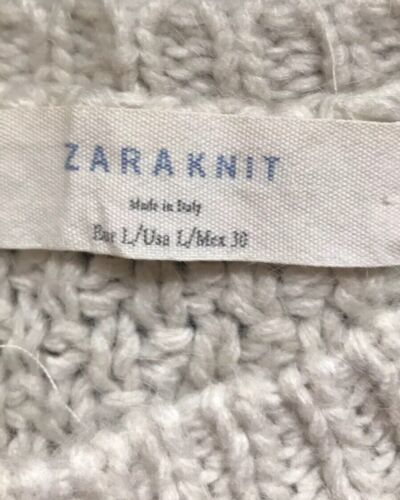 ZARAKNIT
Made in Italy
Eur L/Usa L/Mex 30